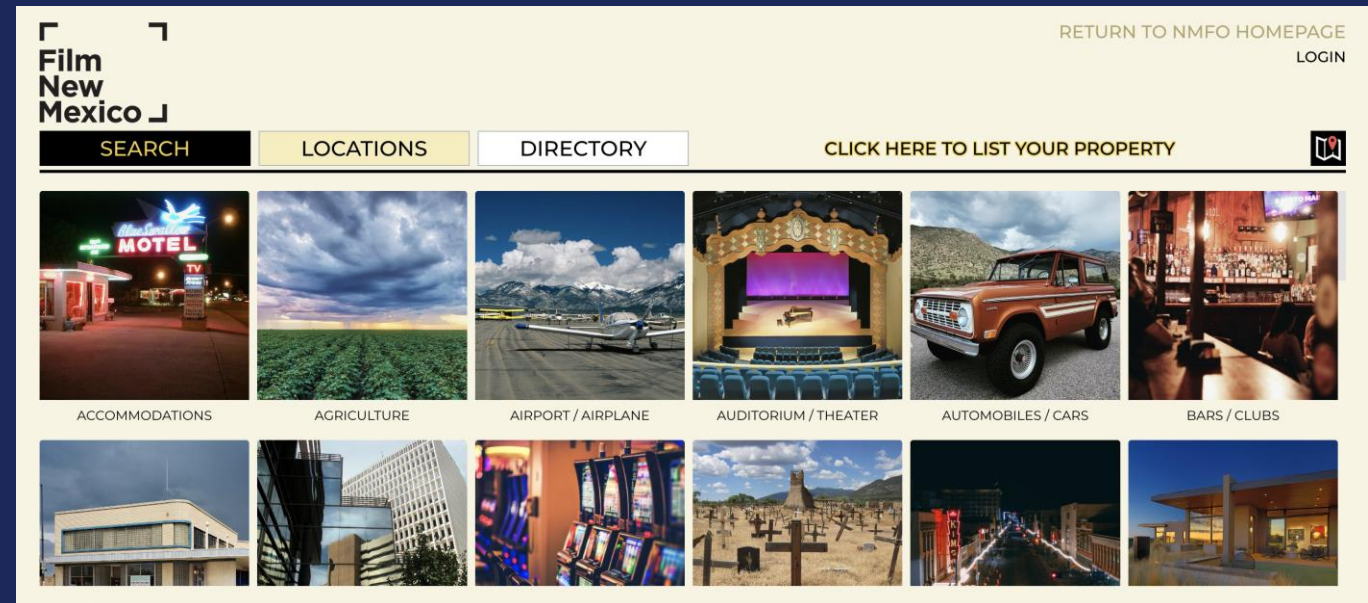 Film
New
Mexico
RETURN TO NMFO HOMEPAGE
LOGIN
SEARCH
LOCATIONS
DIRECTORY
CLICK HERE TO LIST YOUR PROPERTY
Blue Swallow
MOTEL
TV
ACCOMMODATIONS
AGRICULTURE
AIRPORT / AIRPLANE
AUDITORIUM / THEATER
AUTOMOBILES / CARS
BARS / CLUBS
KIMO